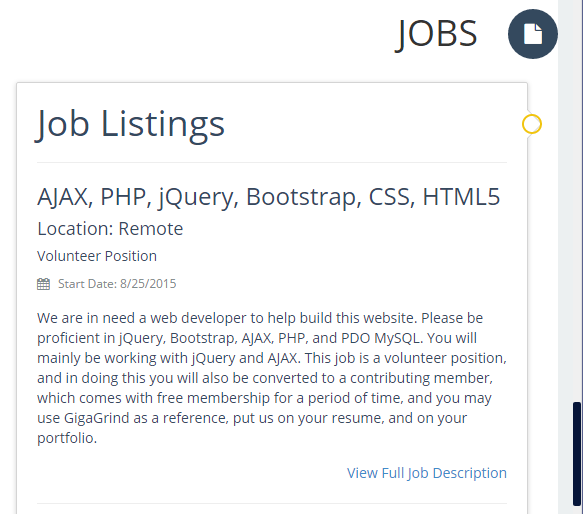 JOBS
Job Listings
AJAX, PHP, jQuery, Bootstrap, CSS, HTML5
Location: Remote
Volunteer Position
Start Date: 8/25/2015
We are in need a web developer to help build this website. Please be
proficient in jQuery, Bootstrap, AJAX, PHP, and PDO MySQL. You will
mainly be working with jQuery and AJAX. This job is a volunteer position,
and in doing this you will also be converted to a contributing member,
which comes with free membership for a period of time, and you may
use GigaGrind as a reference, put us on your resume, and on your
portfolio.
View Full Job Description